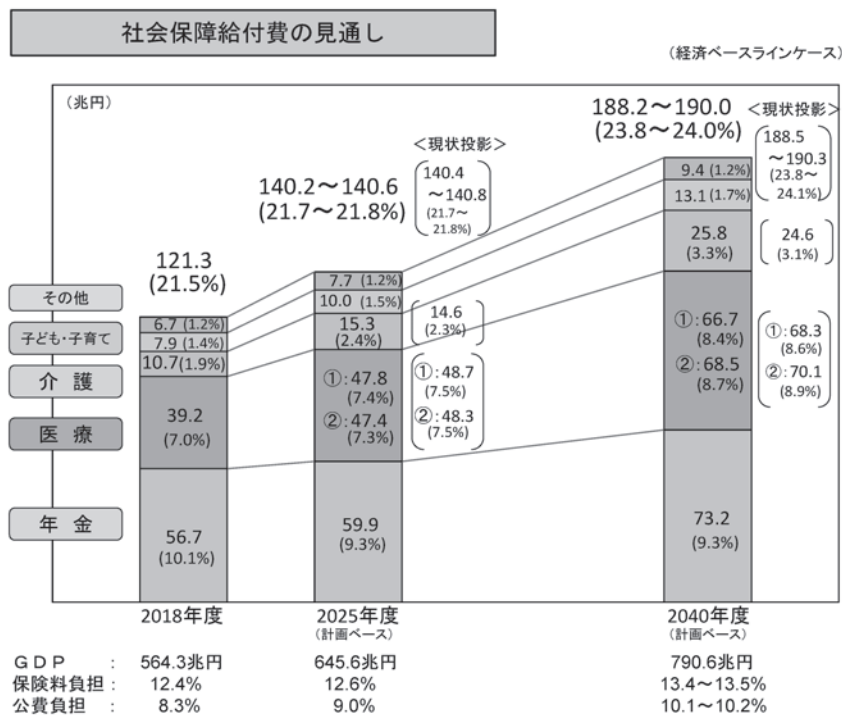 社会保障給付費の見通し
（経済ベースラインケース）
（兆円）
121.3
(21.5%)
140.2～140.6
(21.7～21.8%)
＜現状投影＞
140.4
～140.8
(21.7～
21.8%)
188.2～190.0
(23.8～24.0%)
＜現状投影＞
188.5
～190.3
(23.8～
24.1%)
その他
子ども・子育て
介護
医療
年金
6.7 (1.2%)
7.9 (1.4%)
10.7(1.9%)
39.2
(7.0%)
56.7
(10.1%)
7.7 (1.2%)
10.0 (1.5%)
15.3
(2.4%)
①:47.8
(7.4%)
②:47.4
(7.3%)
59.9
(9.3%)
14.6
(2.3%)
①:48.7
(7.5%)
②:48.3
(7.5%)
9.4 (1.2%)
13.1 (1.7%)
25.8
(3.3%)
①:66.7
(8.4%)
②:68.5
(8.7%)
73.2
(9.3%)
24.6
(3.1%)
①:68.3
(8.6%)
②:70.1
(8.9%)
2018年度
2025年度
（計画ベース）
2040年度
（計画ベース）
ＧＤＰ : 564.3兆円 645.6兆円 790.6兆円
保険料負担 : 12.4% 12.6% 13.4～13.5%
公費負担 : 8.3% 9.0% 10.1～10.2%